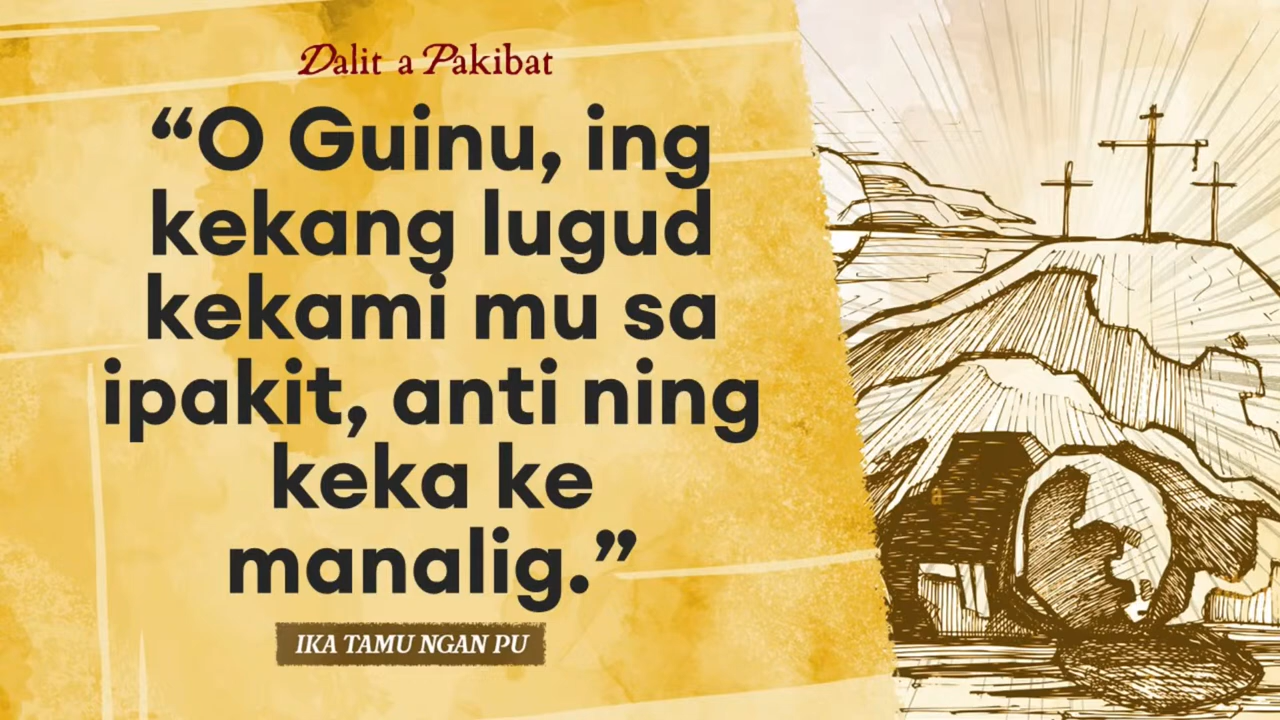 Dalit a Pakibat
“O Guinu, ing
kekang lugud
kekami mu sa
ipakit, anti ning
keka ke
manalig.”
IKA TAMU NGAN PU